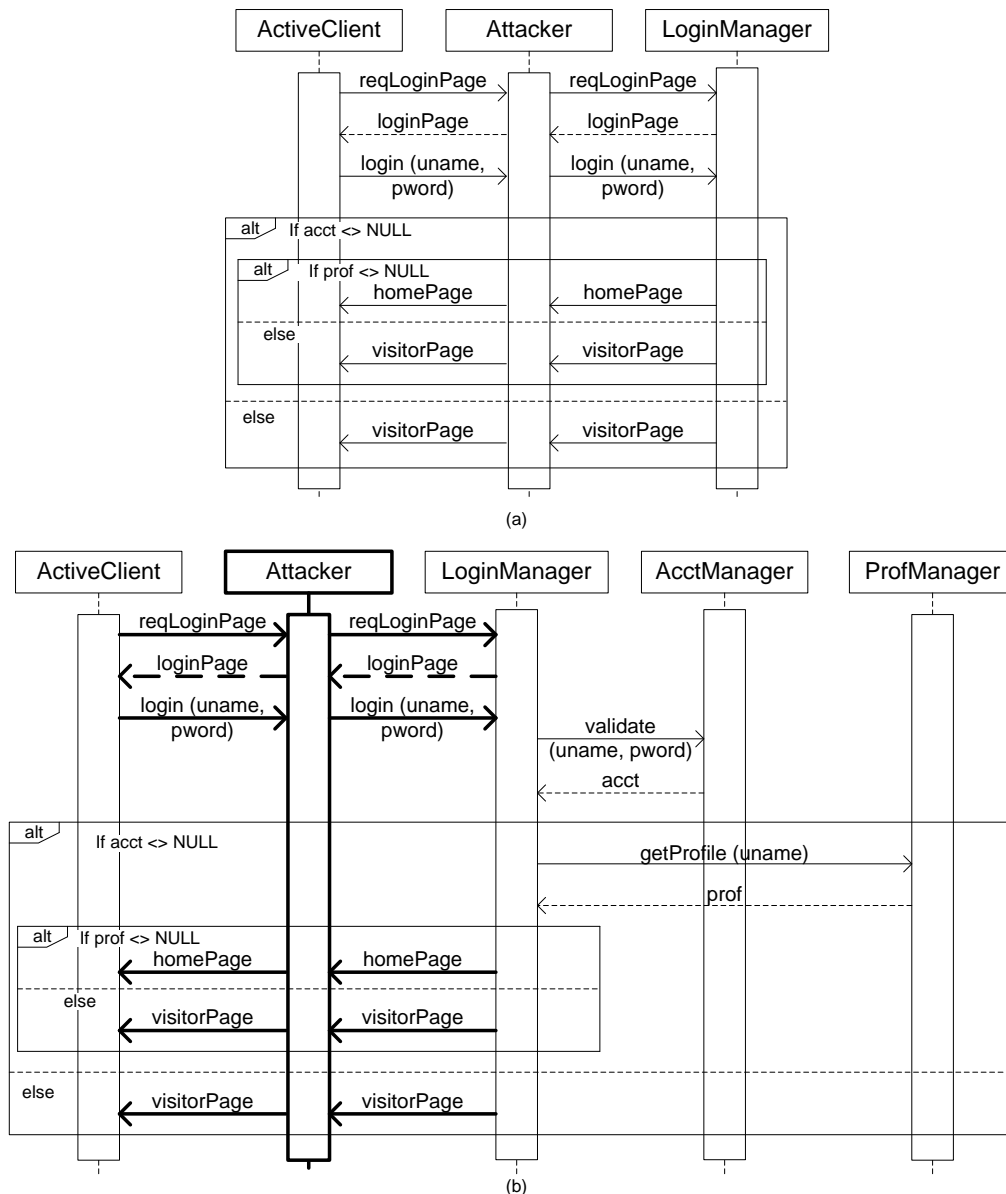 ActiveClient Attacker LoginManager
reqLoginPage reqLoginPage
loginPage loginPage
login (uname, pword) login (uname, pword)
alt If acct <> NULL
alt If prof <> NULL
homePage homePage
else
visitorPage visitorPage
else
visitorPage visitorPage
(a)
ActiveClient Attacker LoginManager AcctManager ProfManager
reqLoginPage reqLoginPage
loginPage loginPage
login (uname, pword) login (uname, pword)
validate
(uname, pword)
acct
alt If acct <> NULL
getProfile (uname)
prof
alt If prof <> NULL
homePage homePage
else
visitorPage visitorPage
else
visitorPage visitorPage
(b)